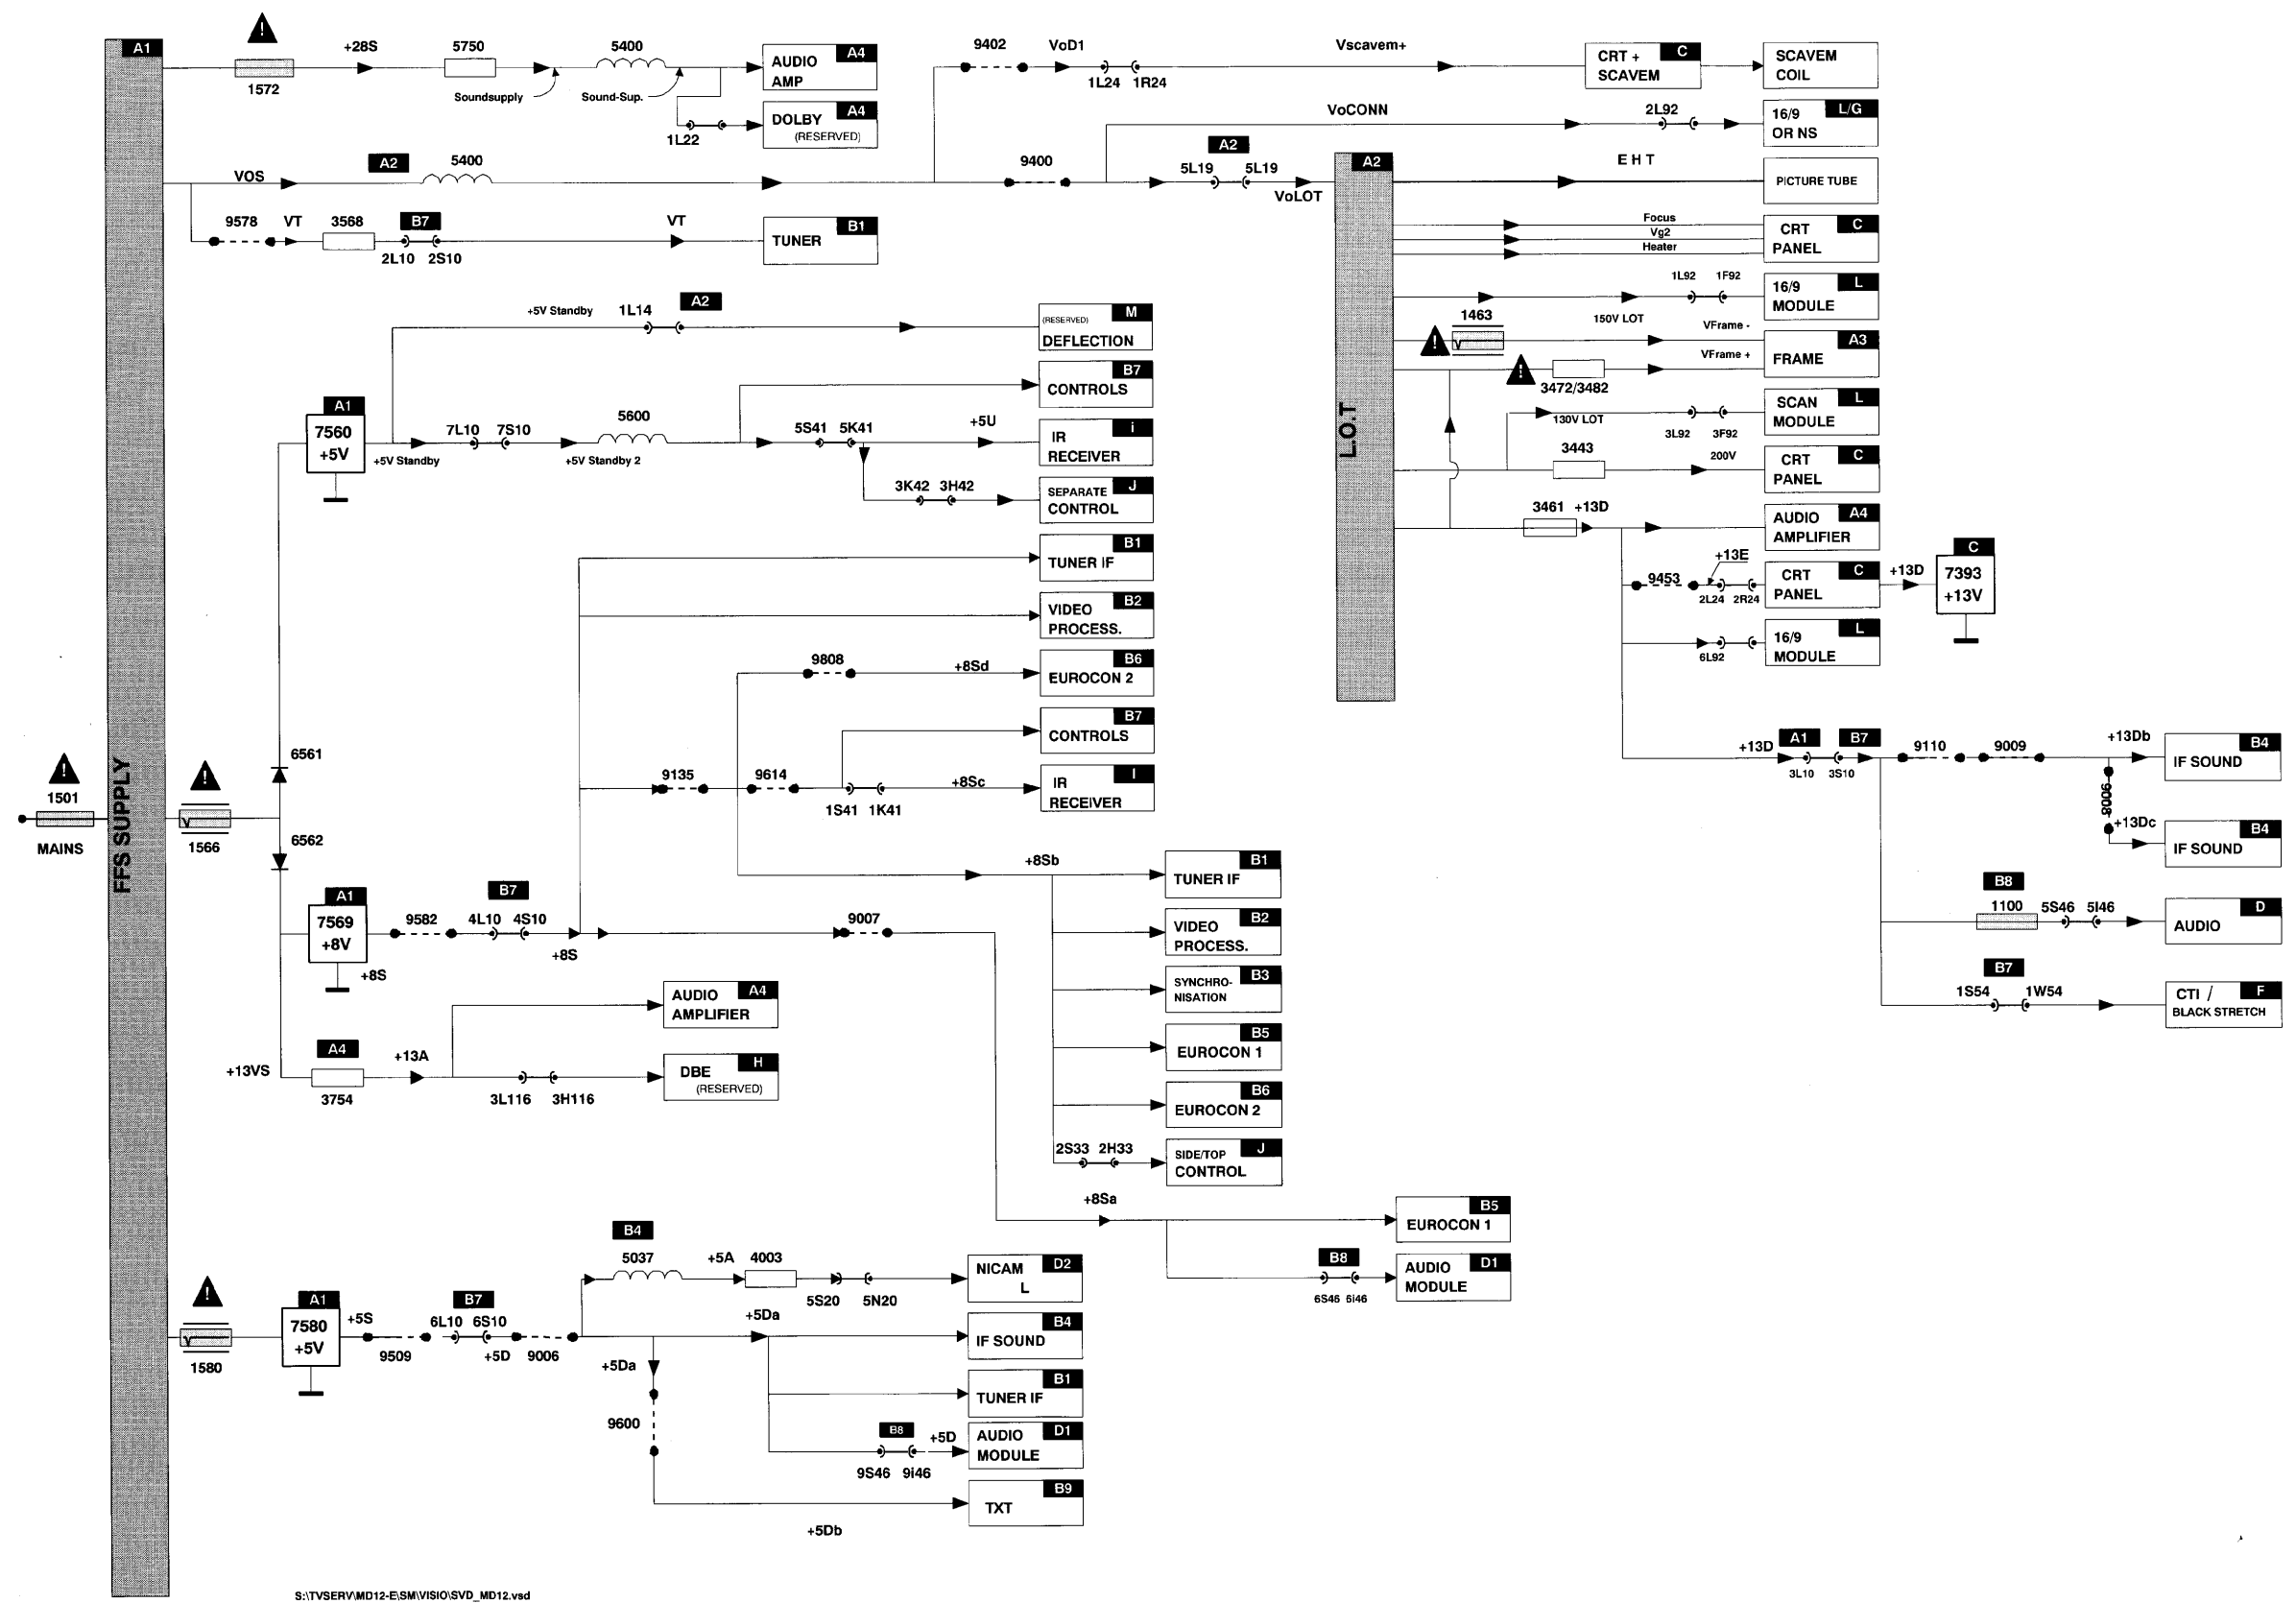 A1
!
1572
+28S
5750
Soundsupply
5400
Sound-Sup.
AUDIO A4
AMP
1L22
DOLBY A4
(RESERVED)
VOS
A2
5400
9578
VT
3568
B7
2L10 2S10
VT
TUNER B1
9402
VoD1
1L24 1R24
Vscavem+
CRT + C
SCAVEM
SCAVEM
COIL
VoCONN
2L92
16/9 L/G
OR NS
9400
A2
5L19 5L19
VoLOT
A2
L.O.T
E H T
PICTURE TUBE
Focus
Vg2
Heater
CRT C
PANEL
1L92 1F92
150V LOT
16/9 L
MODULE
!
1463
VFrame -
VFrame +
FRAME A3
!
3472/3482
130V LOT
3L92 3F92
SCAN L
MODULE
3443
200V
CRT C
PANEL
3461 +13D
AUDIO A4
AMPLIFIER
9453
+13E
2L24 2R24
CRT C
PANEL
+13D
C
7393
+13V
6L92
16/9 L
MODULE
+13D
A1
3L10
B7
3S10
9110
9009
+13Db
IF SOUND B4
9008
+13Dc
IF SOUND B4
B8
1100
5S46 5I46
AUDIO D
B7
1S54 1W54
CTI / F
BLACK STRETCH
+5V Standby
1L14
A2
(RESERVED) M
DEFLECTION
A1
7560
+5V
+5V Standby
7L10 7S10
+5V Standby 2
5600
CONTROLS B7
5S41 5K41
+5U
IR i
RECEIVER
3K42 3H42
SEPARATE J
CONTROL
TUNER IF B1
VIDEO B2
PROCESS.
9808
+8Sd
EUROCON 2 B6
CONTROLS B7
9135
9614
1S41 1K41
+8Sc
IR I
RECEIVER
!
1501
MAINS
FFS SUPPLY
!
1566
6561
6562
A1
7569
+8V
+8S
9582
B7
4L10 4S10
+8S
9007
+8Sb
TUNER IF B1
VIDEO B2
PROCESS.
SYNCHRO- B3
NISATION
EUROCON 1 B5
EUROCON 2 B6
2S33 2H33
SIDE/TOP J
CONTROL
+13VS
A4
3754
+13A
AUDIO A4
AMPLIFIER
3L116 3H116
DBE H
(RESERVED)
+8Sa
EUROCON 1 B5
B8
6S46 6i46
AUDIO D1
MODULE
!
1580
A1
7580
+5V
+5S
9509
B7
6L10 6S10
+5D
9006
B4
5037
+5A
4003
5S20 5N20
NICAM D2
L
+5Da
IF SOUND B4
+5Da
9600
TUNER IF B1
B8
9S46 9i46
+5D
AUDIO D1
MODULE
+5Db
TXT B9
S:\TVSERV\MD12-E\SM\VISIO\SVD_MD12.vsd